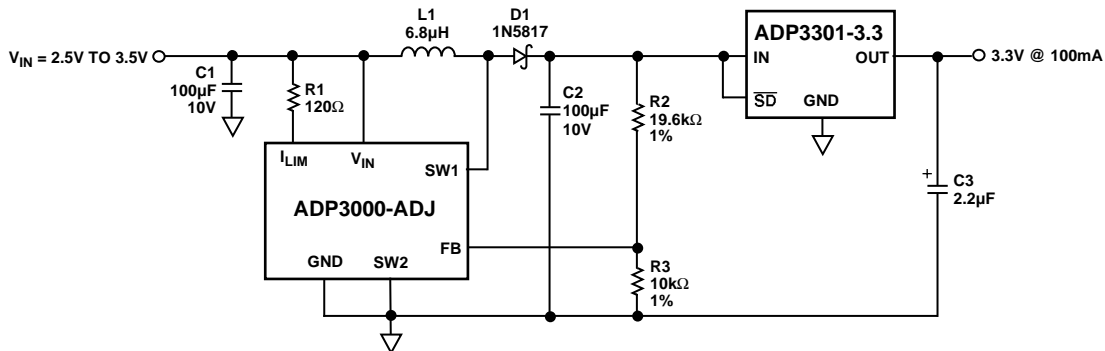 L1
6.8µH
D1
1N5817
ADP3301-3.3
V_IN = 2.5V TO 3.5V
IN
OUT
3.3V @ 100mA
C1
100µF
10V
R1
120Ω
C2
100µF
10V
R2
19.6kΩ
1%
SD
GND
I_LIM
V_IN
SW1
+
C3
2.2µF
ADP3000-ADJ
FB
GND
SW2
R3
10kΩ
1%